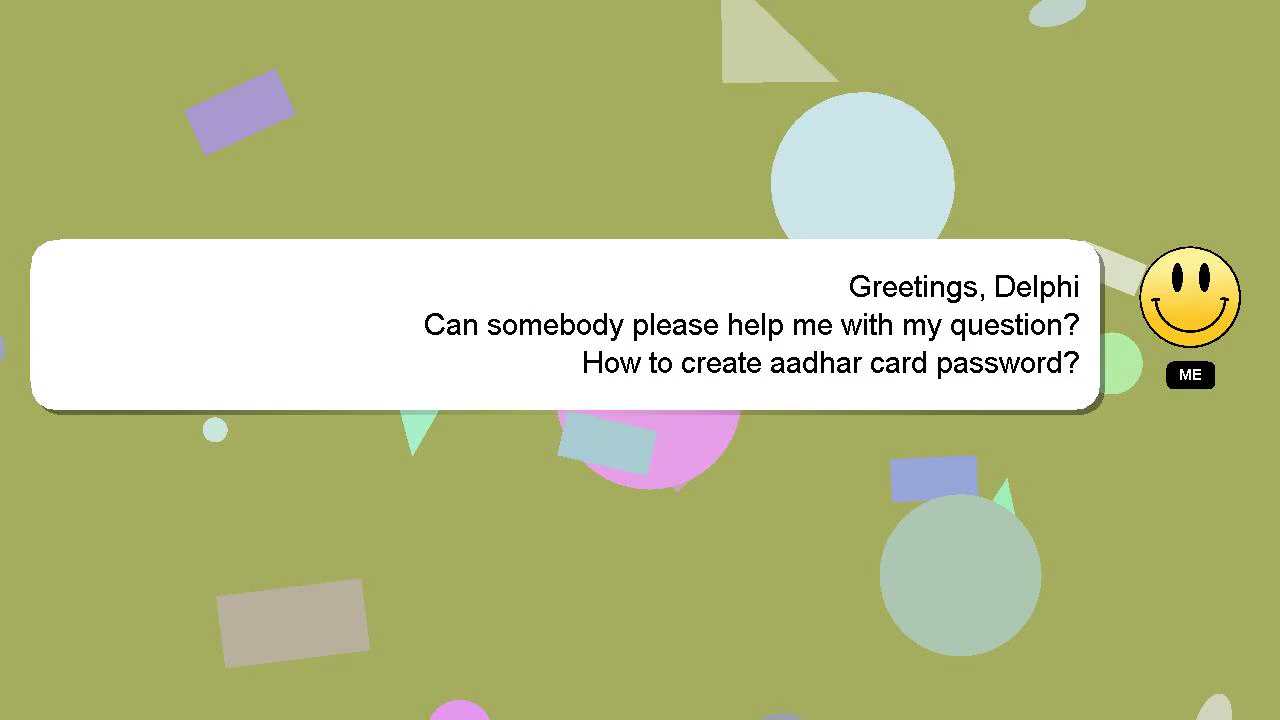 Greetings, Delphi
Can somebody please help me with my question?
How to create aadhar card password?
ME